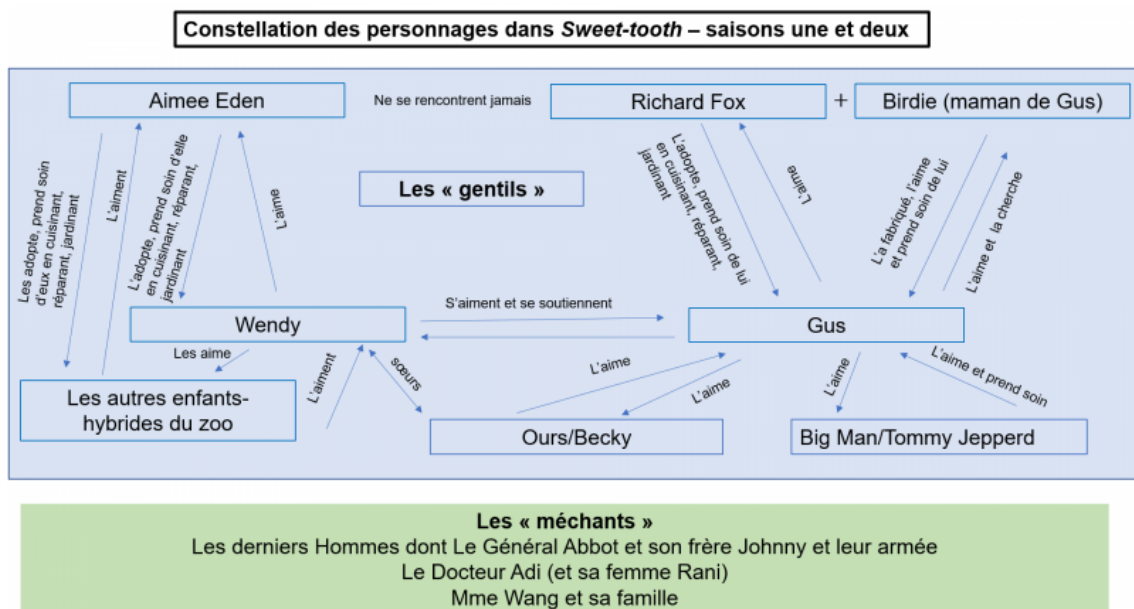 Constellation des personnages dans Sweet-tooth – saisons une et deux
Aimee Eden
Ne se rencontrent jamais
Richard Fox
+
Birdie (maman de Gus)
Les « gentils »
Les adopte, prend soin
d'eux en cuisinant,
réparant, jardinant
L'aiment
L'adopte, prend soin d'elle
en cuisinant, réparant,
jardinant
L'aime
L'adopte, prend soin de lui
en cuisinant, réparant,
jardinant
L'aime
L'a fabriqué, l'aime
et prend soin de lui
L'aime et la cherche
Wendy
S'aiment et se soutiennent
Gus
Les aime
L'aiment
sœurs
L'aime
L'aime
L'aime
L'aime et prend soin
Les autres enfants-
hybrides du zoo
Ours/Becky
Big Man/Tommy Jepperd
Les « méchants »
Les derniers Hommes dont Le Général Abbot et son frère Johnny et leur armée
Le Docteur Adi (et sa femme Rani)
Mme Wang et sa famille